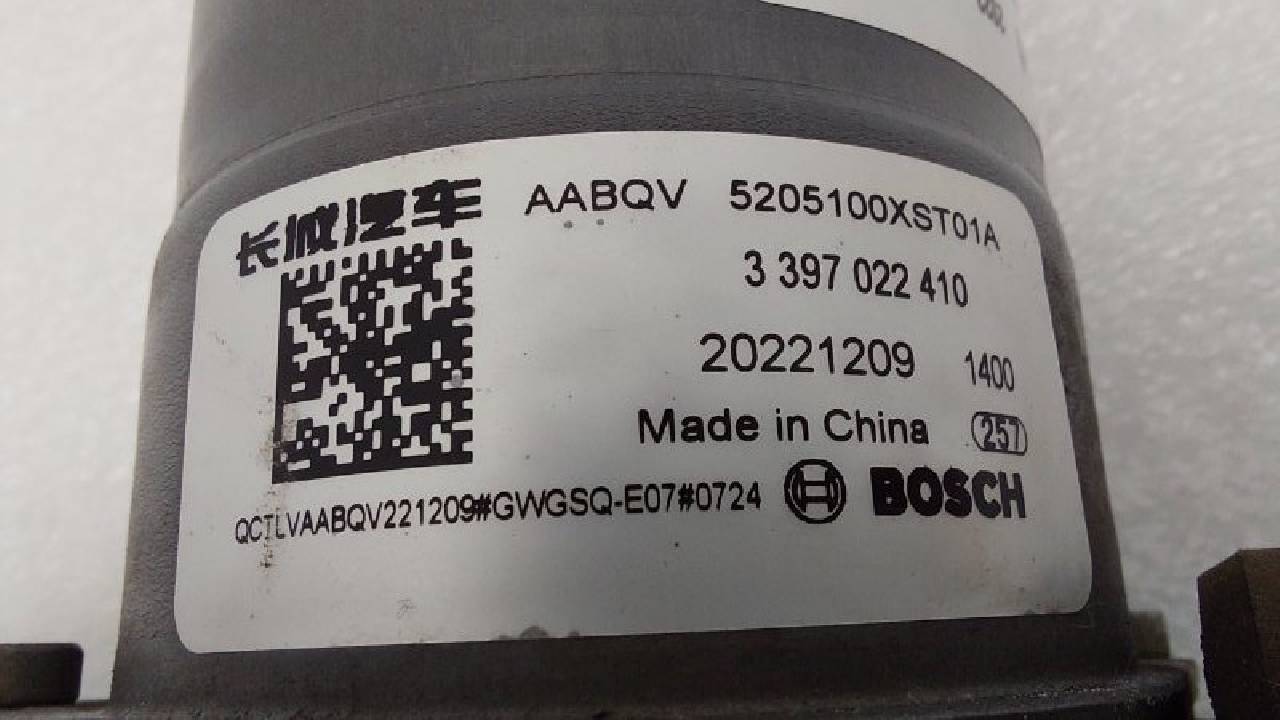 长城汽车 AABQV 5205100XST01A
3 397 022 410
20221209 1400
Made in China 257
QCTLVAABQV221209#GWGSQ-E07#0724 BOSCH